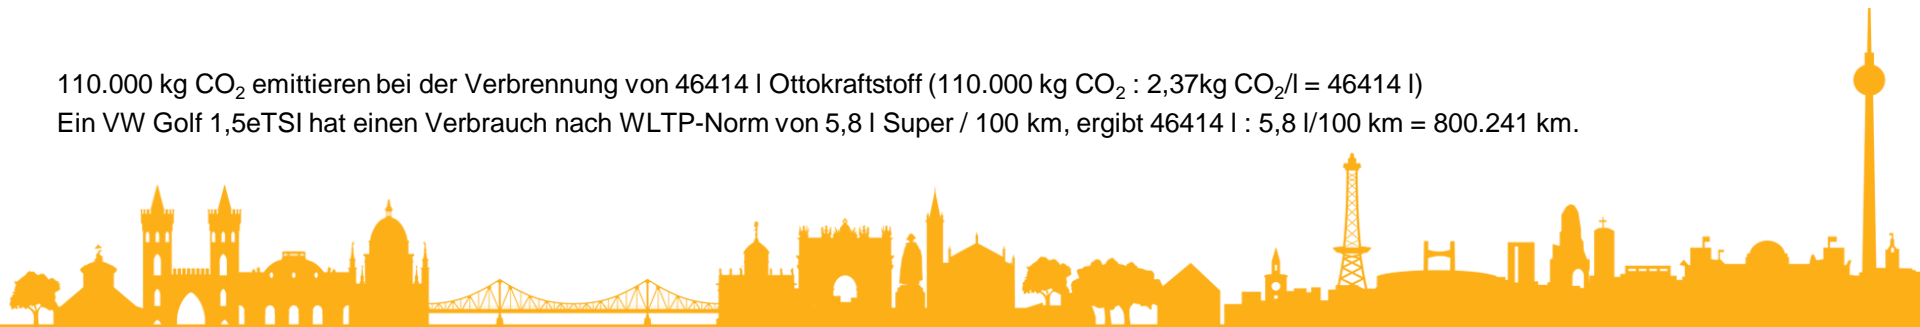 110.000 kg CO₂ emittieren bei der Verbrennung von 46414 l Ottokraftstoff (110.000 kg CO₂ : 2,37kg CO₂/l = 46414 l)
Ein VW Golf 1,5eTSI hat einen Verbrauch nach WLTP-Norm von 5,8 l Super / 100 km, ergibt 46414 l : 5,8 l/100 km = 800.241 km.